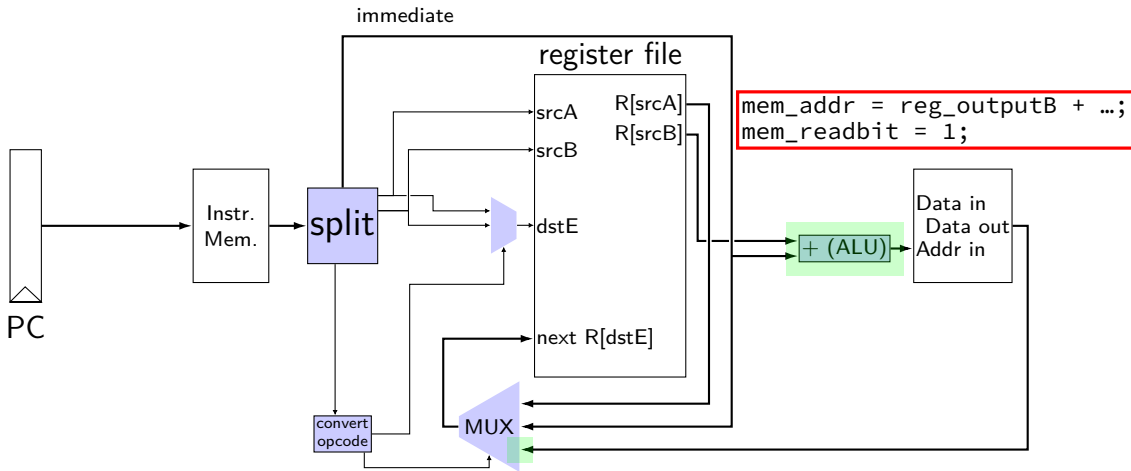 immediate
register file
srcA
srcB
dstE
next R[dstE]
R[srcA]
R[srcB]
mem_addr = reg_outputB + …;
mem_readbit = 1;
PC
Instr.
Mem.
split
convert
opcode
MUX
+ (ALU)
Data in
Data out
Addr in